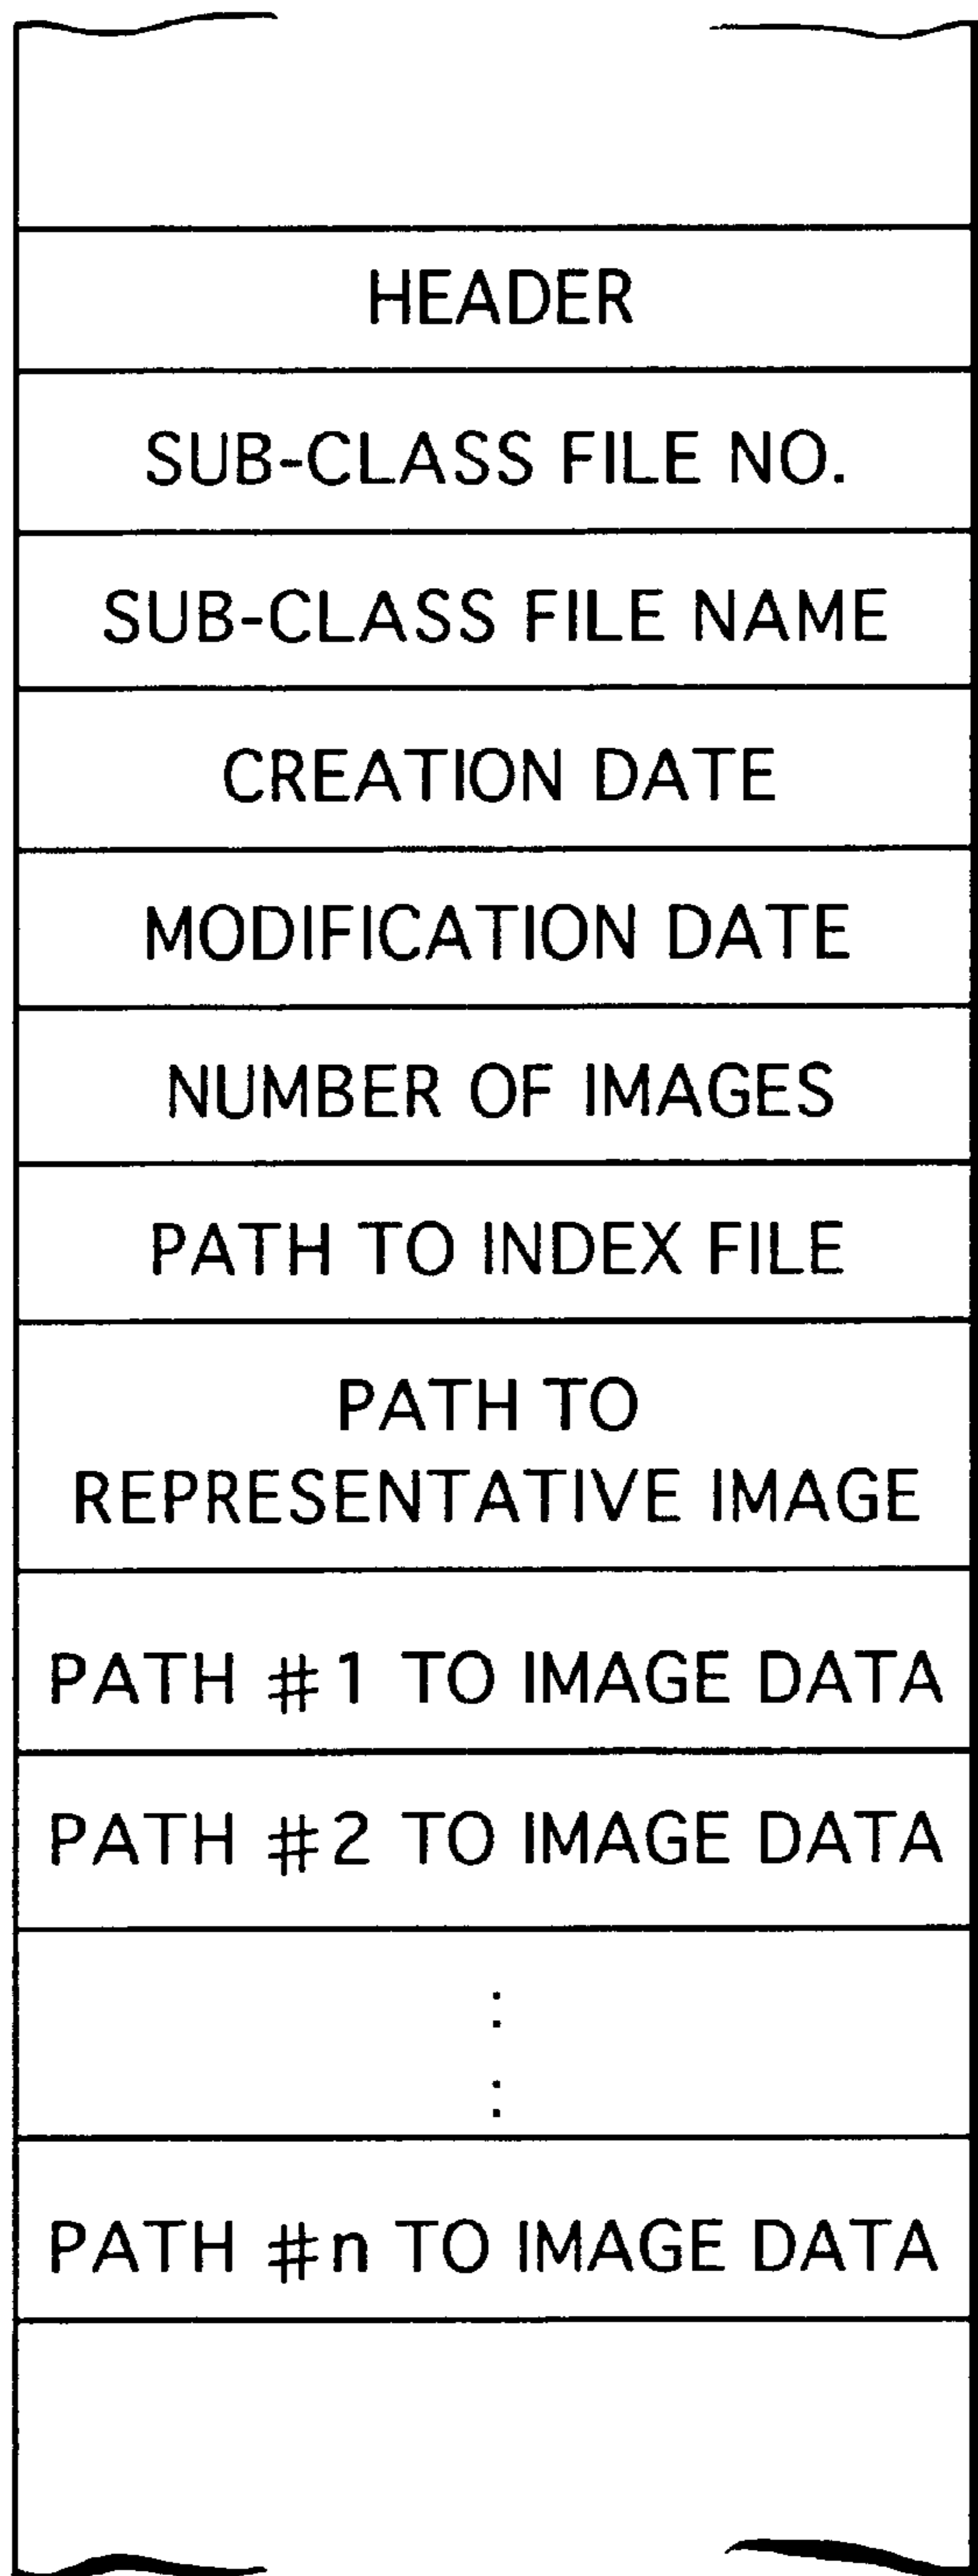 HEADER
SUB-CLASS FILE NO.
SUB-CLASS FILE NAME
CREATION DATE
MODIFICATION DATE
NUMBER OF IMAGES
PATH TO INDEX FILE
PATH TO
REPRESENTATIVE IMAGE
PATH #1 TO IMAGE DATA
PATH #2 TO IMAGE DATA
:
:
PATH #n TO IMAGE DATA